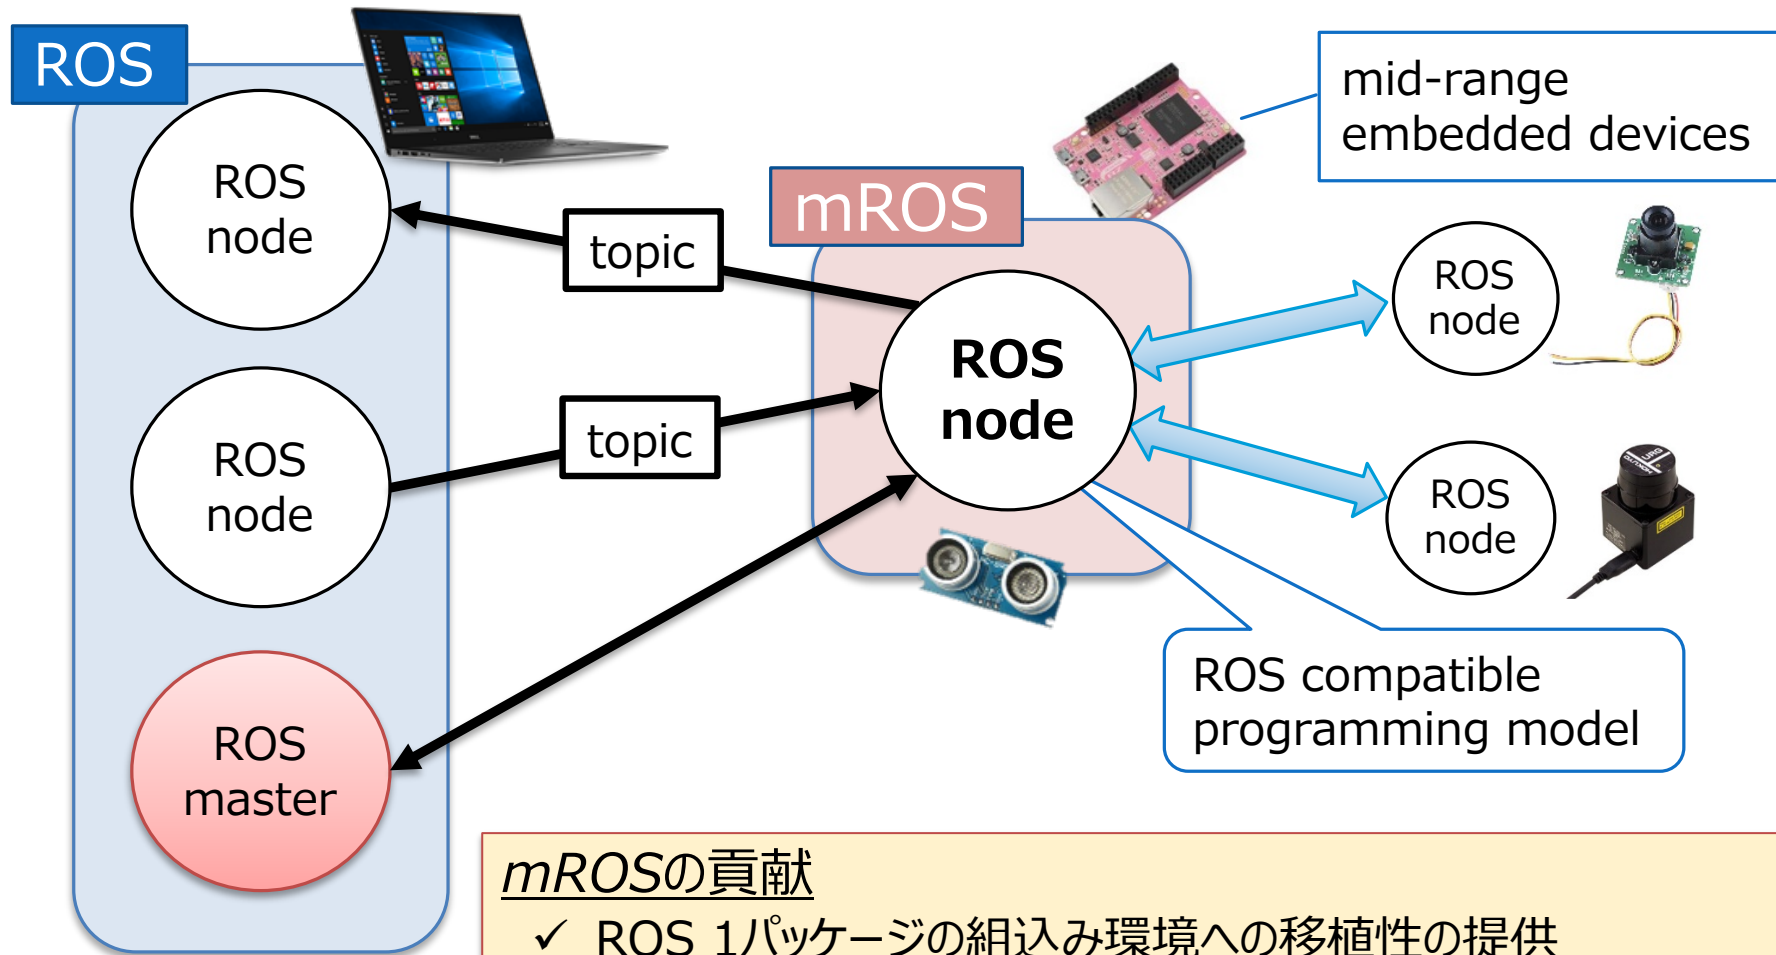 ROS
ROS
node
topic
mROS
mid-range
embedded devices
ROS
node
ROS
node
ROS
node
topic
ROS
node
URG
ROS
master
ROS compatible
programming model
mROSの貢献
✓ ROS 1パッケージの組込み環境への移植性の提供